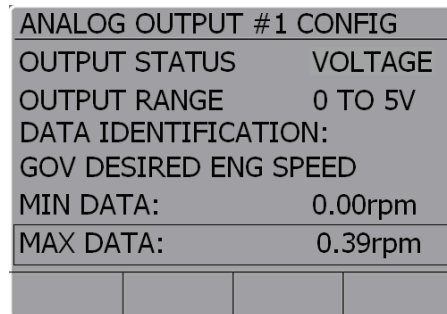 ANALOG OUTPUT #1 CONFIG
OUTPUT STATUS VOLTAGE
OUTPUT RANGE 0 TO 5V
DATA IDENTIFICATION:
GOV DESIRED ENG SPEED
MIN DATA: 0.00rpm
MAX DATA: 0.39rpm